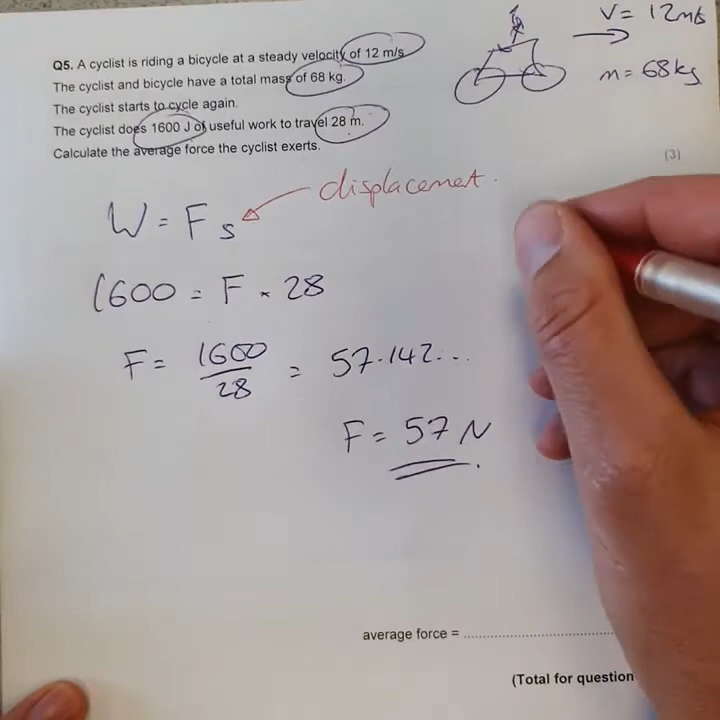 V = 12m/s
Q5. A cyclist is riding a bicycle at a steady velocity of 12 m/s
The cyclist and bicycle have a total mass of 68 kg.
m = 68kg
The cyclist starts to cycle again.
The cyclist does 1600 J of useful work to travel 28 m.
Calculate the average force the cyclist exerts.
(3)
W = Fs
displacement.
1600 = F × 28
F = 1600
28
= 57.142...
F = 57 N
average force = ..........................................
(Total for question